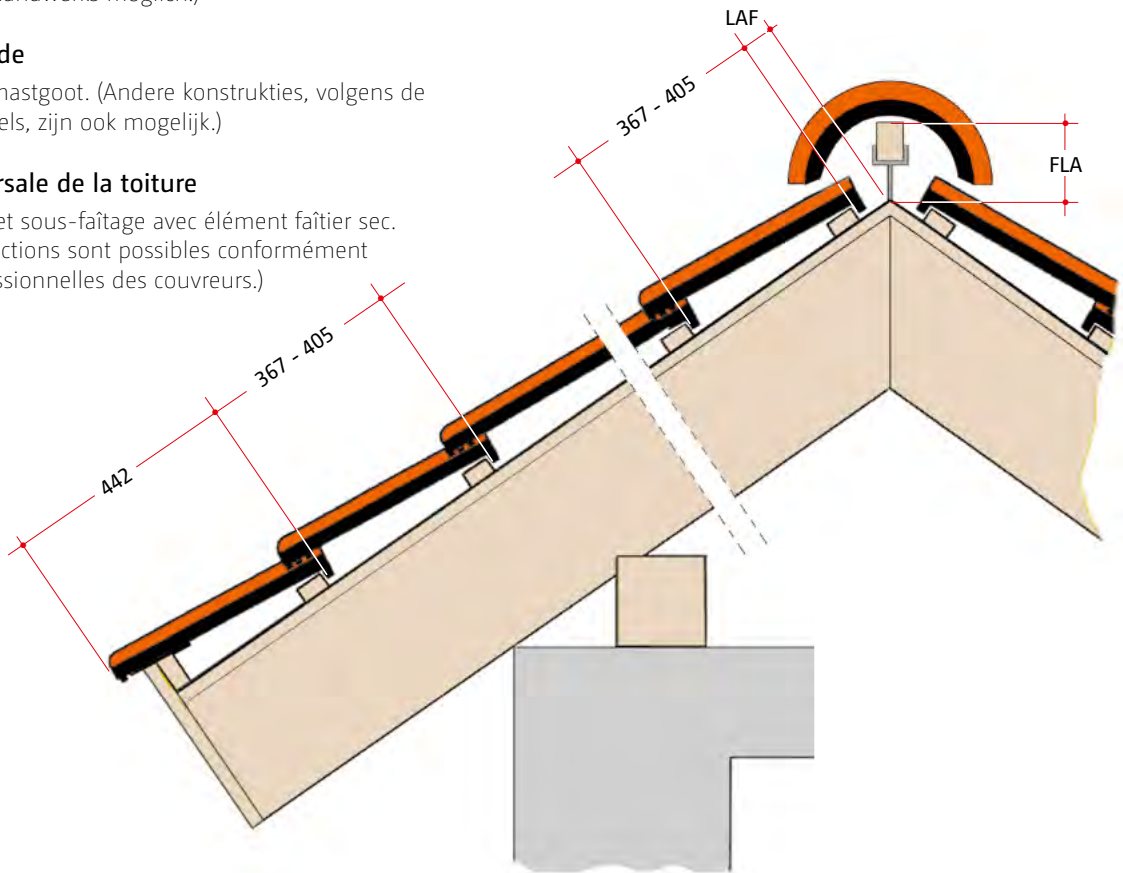 de
nastgoot. (Andere konstrukties, volgens de
els, zijn ook mogelijk.)
rsale de la toiture
et sous-faîtage avec élément faîtier sec.
ctions sont possibles conformément
ssionnelles des couvreurs.)
LAF
367 - 405
FLA
367 - 405
442